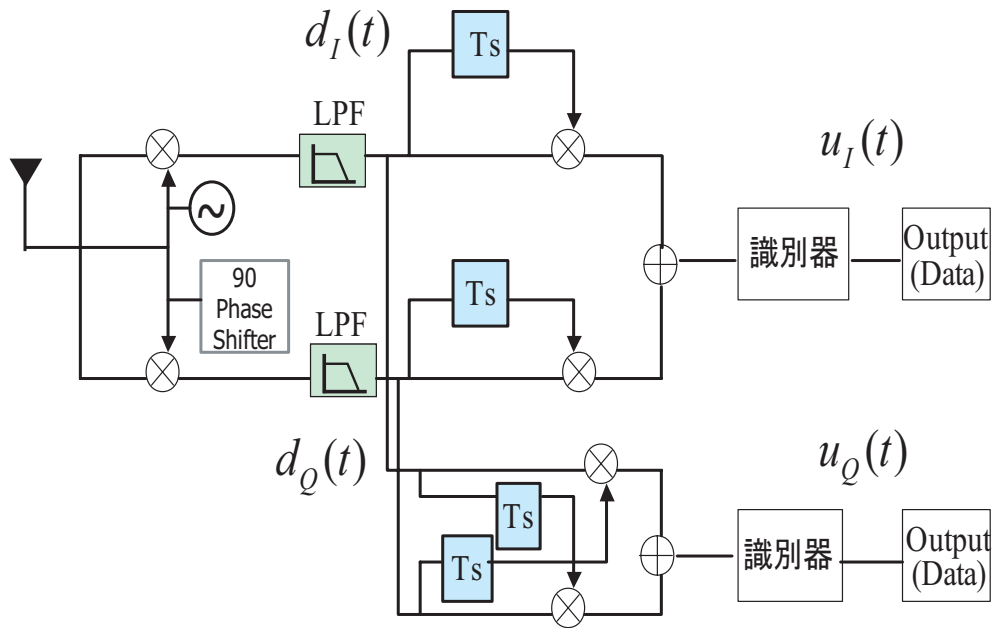 d_I(t)
Ts
LPF
u_I(t)
~
識別器
Output
(Data)
90
Phase
Shifter
Ts
LPF
d_Q(t)
u_Q(t)
Ts
Ts
識別器
Output
(Data)